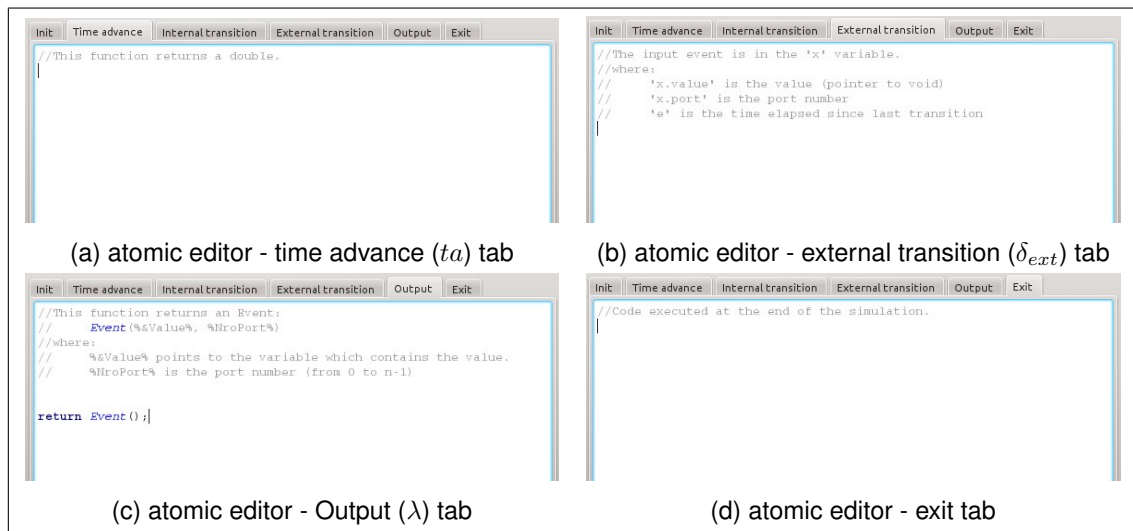 Init Time advance Internal transition External transition Output Exit
//This function returns a double.
(a) atomic editor - time advance (ta) tab
Init Time advance Internal transition External transition Output Exit
//The input event is in the 'x' variable.
//where:
// 'x.value' is the value (pointer to void)
// 'x.port' is the port number
// 'e' is the time elapsed since last transition
(b) atomic editor - external transition (δext) tab
Init Time advance Internal transition External transition Output Exit
//This function returns an Event:
// Event(%&Value%, %NroPort%)
//where:
// %&Value% points to the variable which contains the value.
// %NroPort% is the port number (from 0 to n-1)
return Event();
(c) atomic editor - Output (λ) tab
Init Time advance Internal transition External transition Output Exit
//Code executed at the end of the simulation.
(d) atomic editor - exit tab